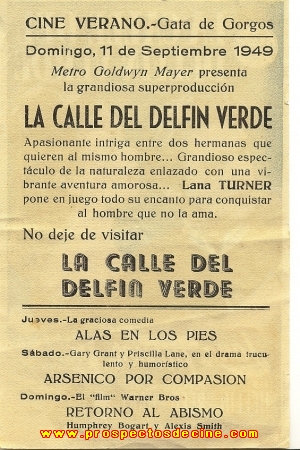 CINE VERANO.-Gata de Gorgos
Domingo, 11 de Septiembre 1949
Metro Goldwyn Mayer presenta
la grandiosa superproducción
LA CALLE DEL DELFIN VERDE
Apasionante intriga entre dos hermanas que
quieren al mismo hombre... Grandioso espec-
táculo de la naturaleza enlazado con una vi-
brante aventura amorosa... Lana TURNER
pone en juego todo su encanto para conquistar
al hombre que no la ama.
No deje de visitar
LA CALLE DEL
DELFIN VERDE
Jueves.-La graciosa comedia
ALAS EN LOS PIES
Sábado.-Gary Grant y Priscilla Lane, en el drama trucu
lento y humorístico
ARSENICO POR COMPASION
Domingo.-El "film" Warner Bros
RETORNO AL ABISMO
Humphrey Bogart y Alexis Smith
www.prospectosdecine.com